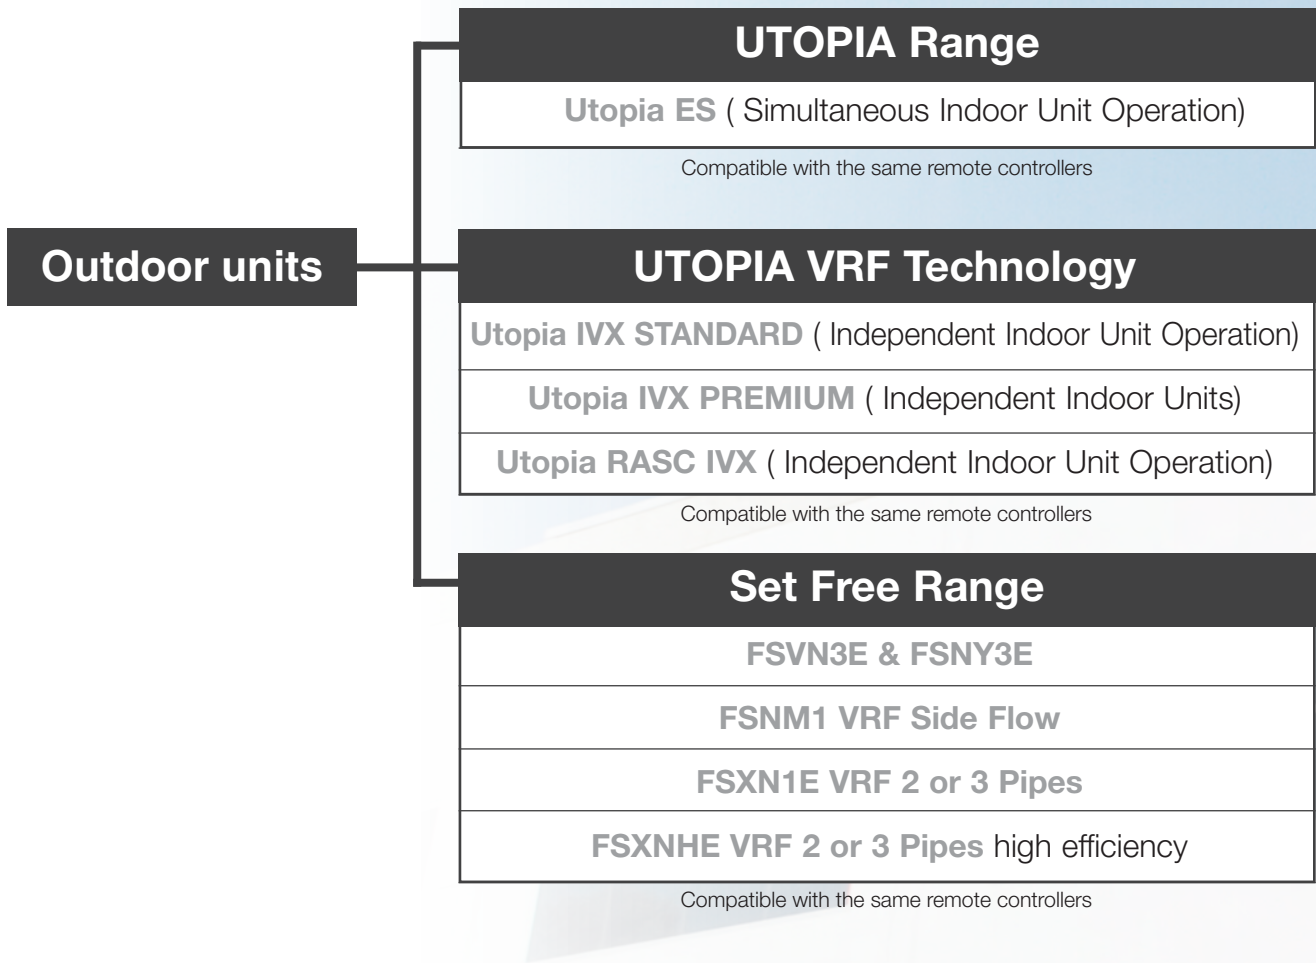 UTOPIA Range
Utopia ES ( Simultaneous Indoor Unit Operation)
Compatible with the same remote controllers
Outdoor units
UTOPIA VRF Technology
Utopia IVX STANDARD ( Independent Indoor Unit Operation)
Utopia IVX PREMIUM ( Independent Indoor Units)
Utopia RASC IVX ( Independent Indoor Unit Operation)
Compatible with the same remote controllers
Set Free Range
FSVN3E & FSNY3E
FSNM1 VRF Side Flow
FSXN1E VRF 2 or 3 Pipes
FSXNHE VRF 2 or 3 Pipes high efficiency
Compatible with the same remote controllers